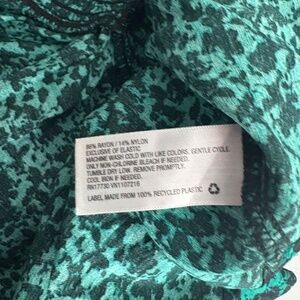 86% RAYON / 14% NYLON
EXCLUSIVE OF ELASTIC
MACHINE WASH COLD WITH LIKE COLORS, GENTLE CYCLE.
ONLY NON-CHLORINE BLEACH IF NEEDED.
TUMBLE DRY LOW. REMOVE PROMPTLY.
COOL IRON IF NEEDED.
RN17730 VN1107216
LABEL MADE FROM 100% RECYCLED PLASTIC